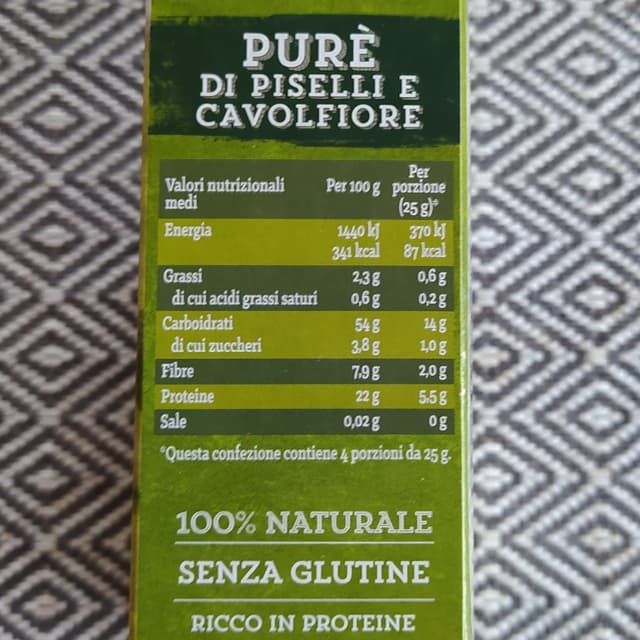 PURÈ
DI PISELLI E
CAVOLFIORE
Valori nutrizionali medi Per 100 g Per porzione (25 g)*
Energia 1440 kJ 370 kJ
341 kcal 87 kcal
Grassi 2,3 g 0,6 g
di cui acidi grassi saturi 0,6 g 0,2 g
Carboidrati 54 g 14 g
di cui zuccheri 3,8 g 1,0 g
Fibre 7,9 g 2,0 g
Proteine 22 g 5,5 g
Sale 0,02 g 0 g
*Questa confezione contiene 4 porzioni da 25 g.
100% NATURALE
SENZA GLUTINE
RICCO IN PROTEINE